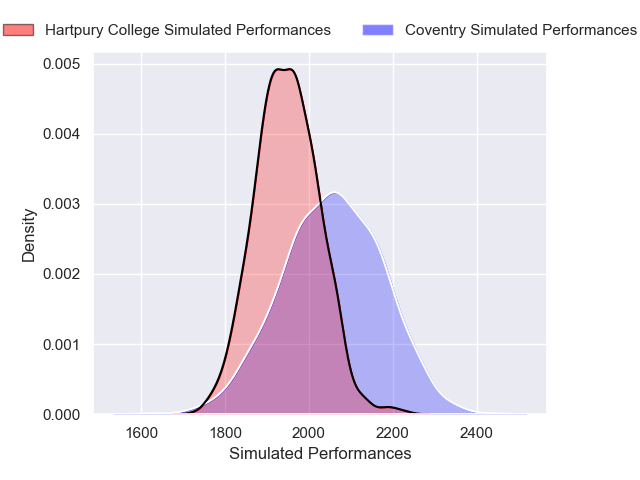 Hartpury College Simulated Performances
Coventry Simulated Performances
0.005
0.004
0.003
0.002
0.001
0.000
Density
1600
1800
2000
2200
2400
Simulated Performances